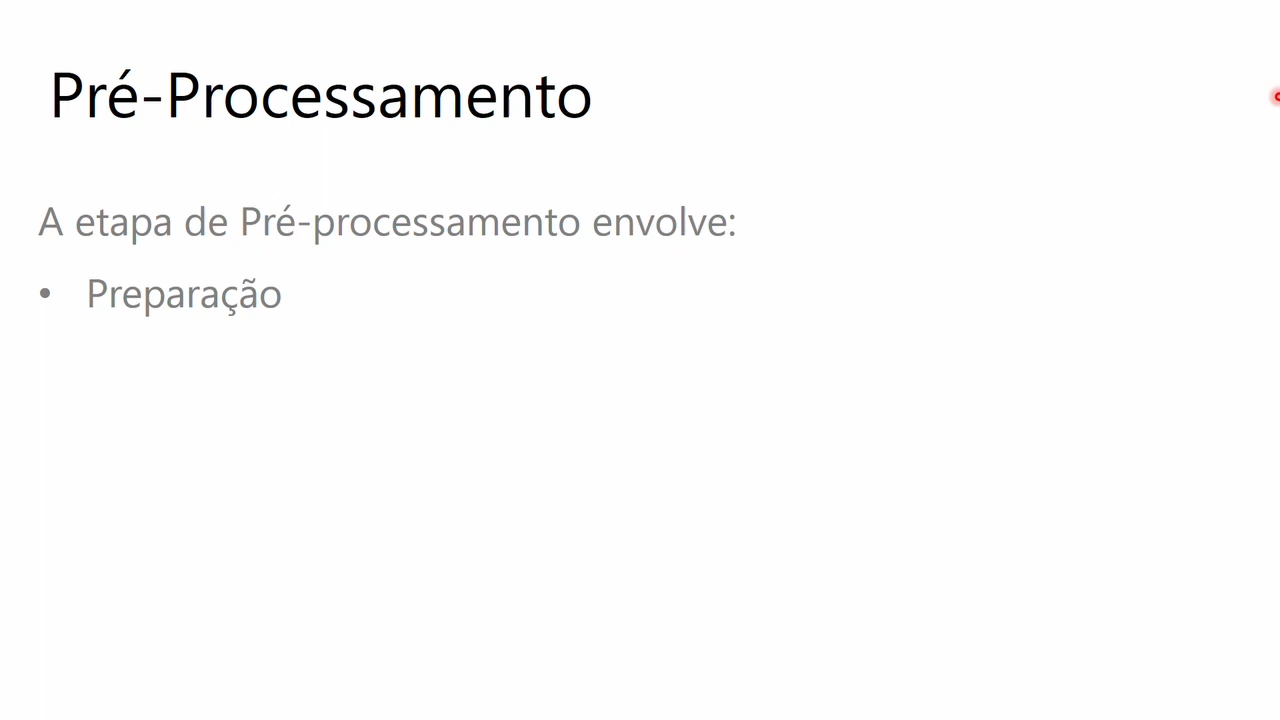 Pré-Processamento
A etapa de Pré-processamento envolve:
• Preparação